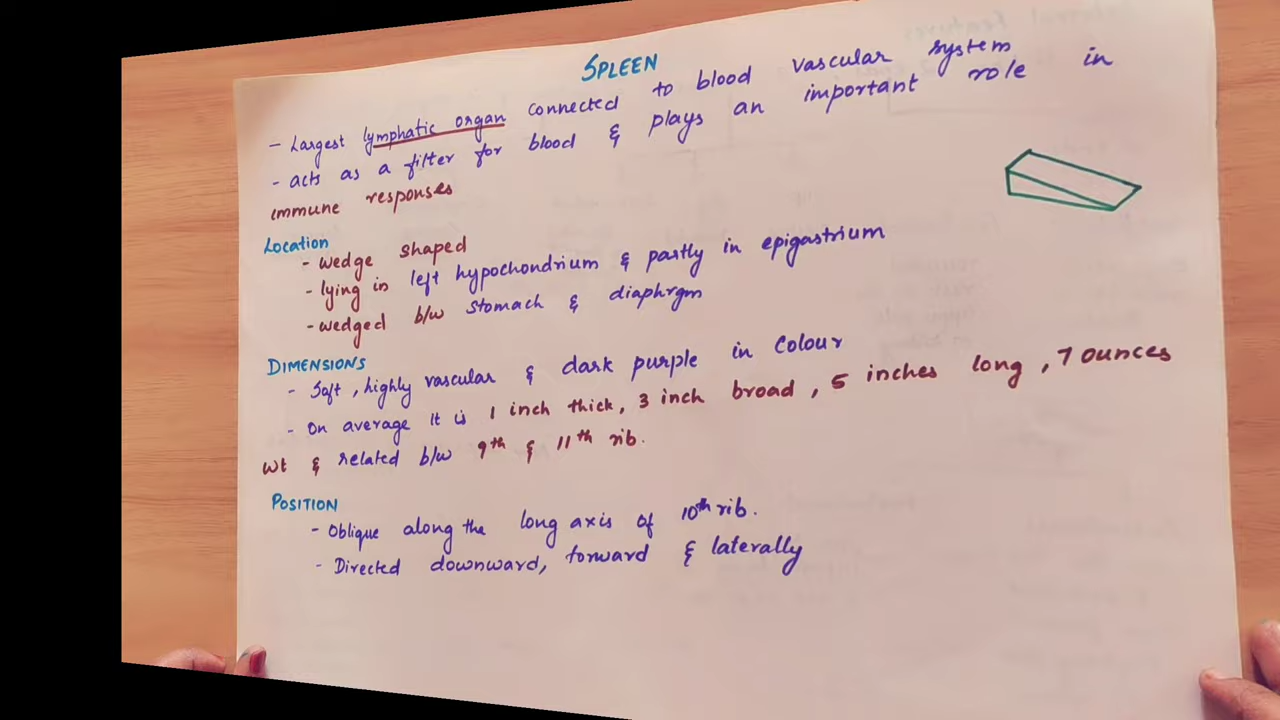 SPLEEN
- Largest lymphatic organ connected to blood vascular system
- acts as a filter for blood & plays an important role in
immune responses
Location
- wedge shaped
- lying in left hypochondrium & partly in epigastrium
- wedged b/w stomach & diaphrgm
DIMENSIONS
- Soft, highly vascular & dark purple in colour
- On average it is 1 inch thick, 3 inch broad, 5 inches long, 7 ounces
wt & related b/w 9th & 11th rib.
POSITION
- Oblique along the long axis of 10th rib.
- Directed downward, forward & laterally